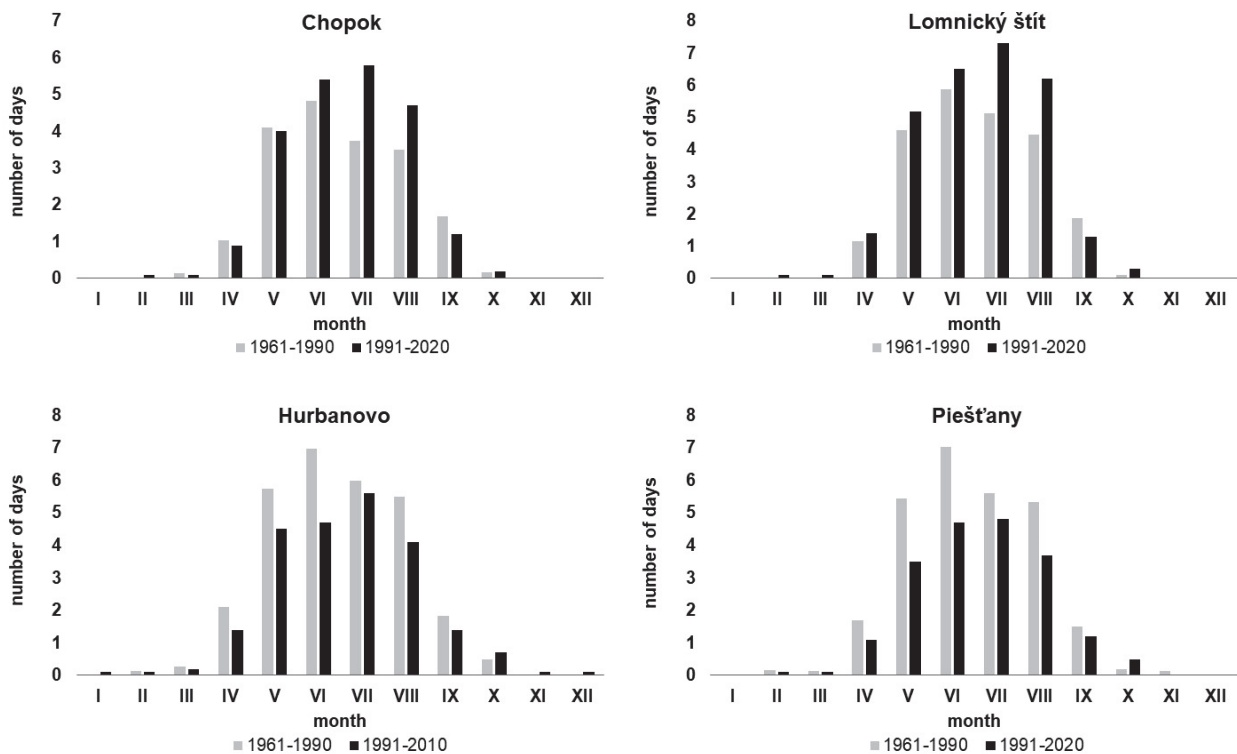 Chopok
number of days
7
6
5
4
3
2
1
0
I II III IV V VI VII VIII IX X XI XII
month
1961-1990 1991-2020
Lomnický štít
number of days
8
7
6
5
4
3
2
1
0
I II III IV V VI VII VIII IX X XI XII
month
1961-1990 1991-2020
Hurbanovo
number of days
8
7
6
5
4
3
2
1
0
I II III IV V VI VII VIII IX X XI XII
month
1961-1990 1991-2010
Piešťany
number of days
8
7
6
5
4
3
2
1
0
I II III IV V VI VII VIII IX X XI XII
month
1961-1990 1991-2020